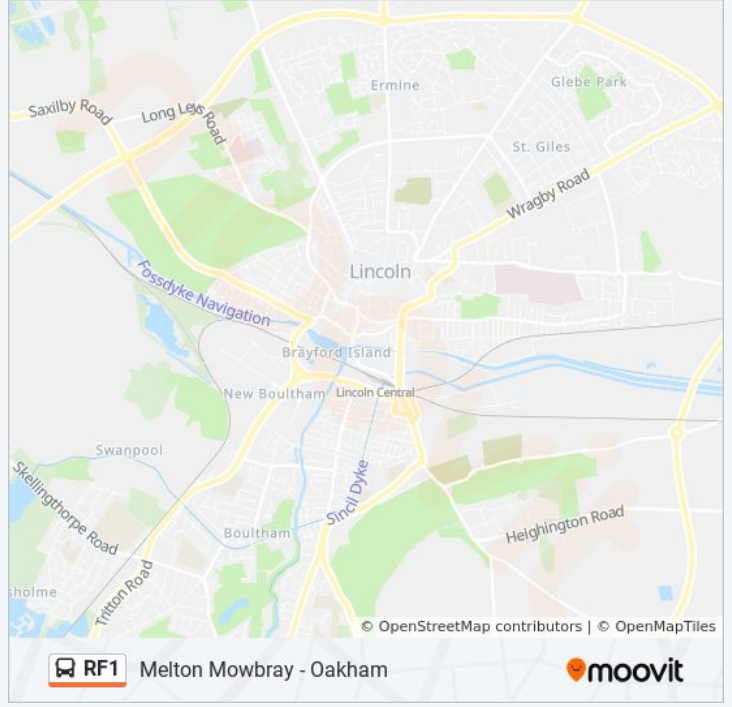 Ermine
Glebe Park
Saxilby Road
Long Leys Road
St. Giles
Wragby Road
Lincoln
Fossdyke Navigation
Brayford Island
New Boultham
Lincoln Central
Swanpool
Skellingthorpe Road
Sincil Dyke
Heighington Road
Boultham
sholme
Tritton Road
© OpenStreetMap contributors | © OpenMapTiles
RF1 Melton Mowbray - Oakham
moovit